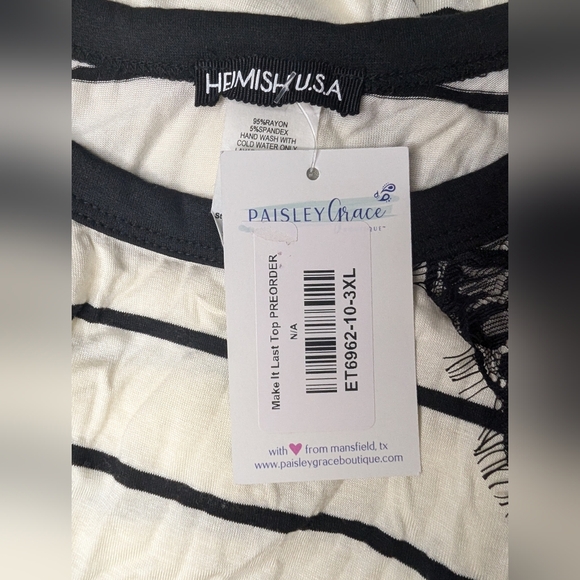 HEIMISH U.S.A
95%RAYON
5%SPANDEX
HAND WASH WITH
COLD WATER ONLY
PAISLEY Grace
Make It Last Top PREORDER
N/A
ET6962-10-3XL
with from mansfield, tx
www.paisleygraceboutique.com